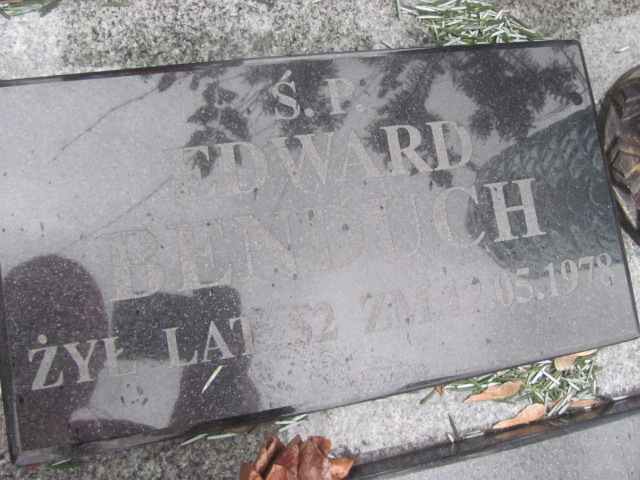 Ś. P.
EDWARD
BENDUCH
ŻYŁ LAT 52 ZM. 12.05.1978